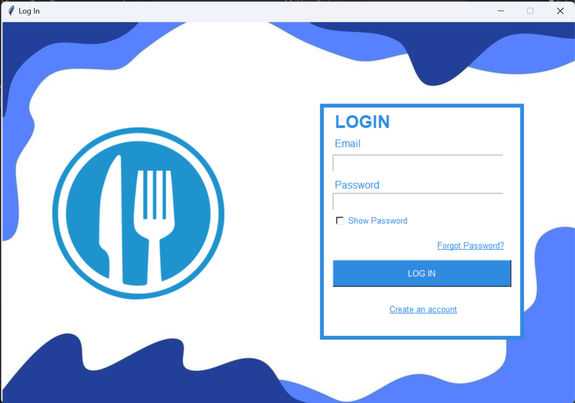 Log In
LOGIN
Email
Password
Show Password
Forgot Password?
LOG IN
Create an account